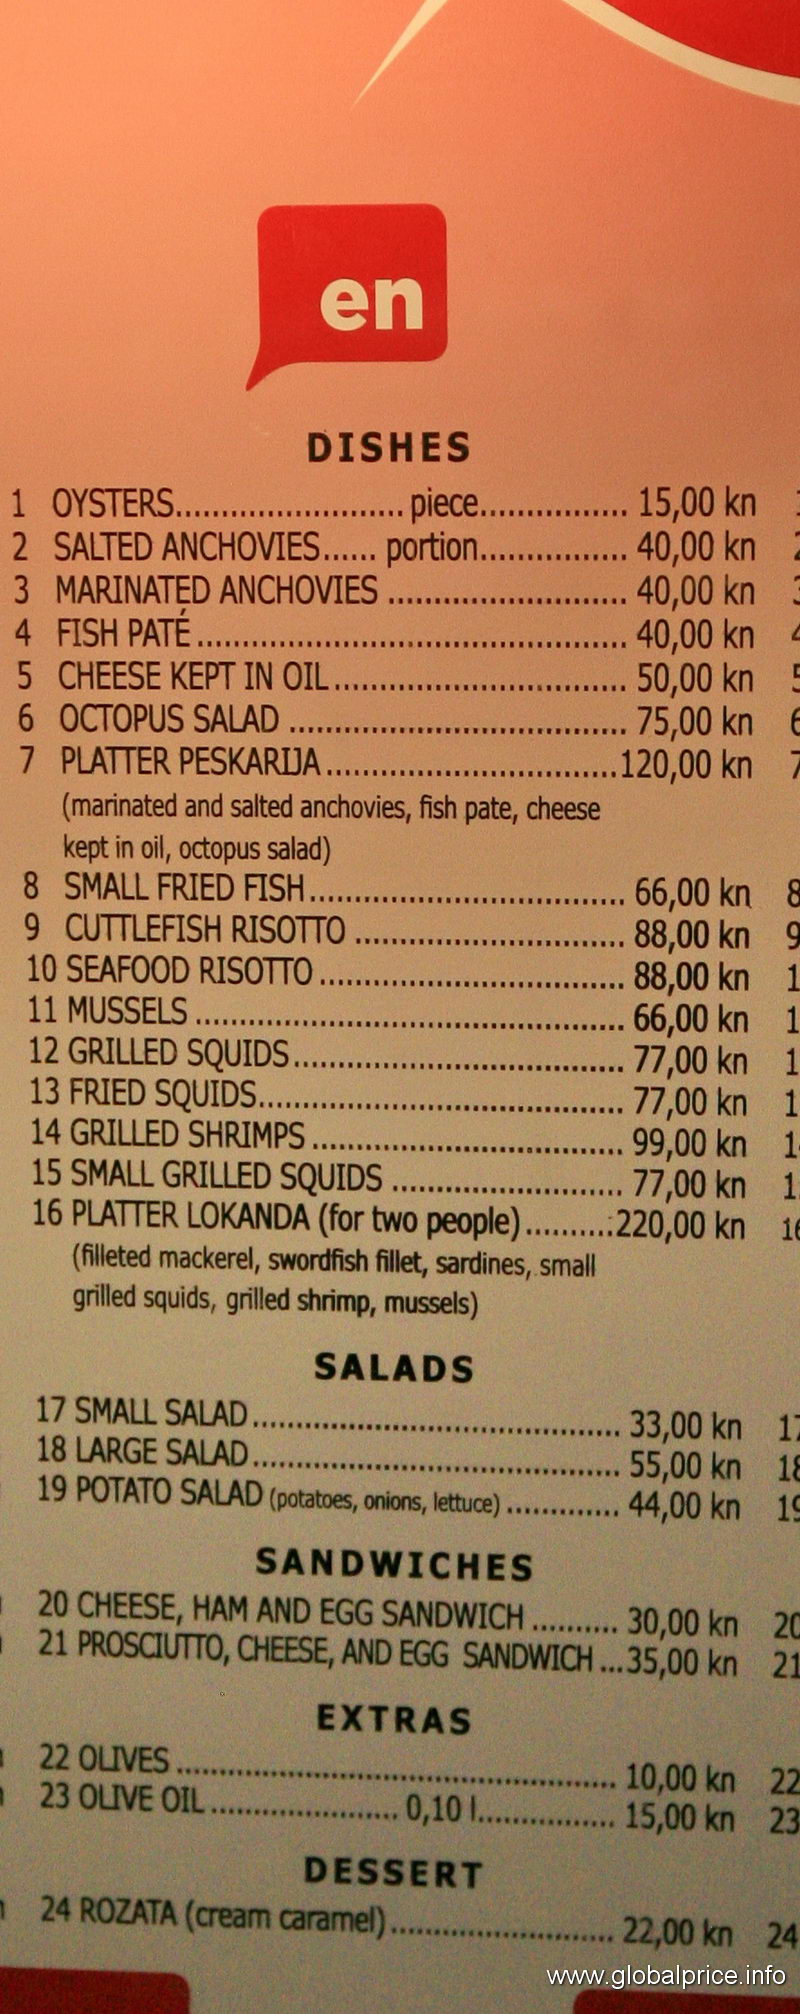 en
DISHES
1 OYSTERS........................ piece................ 15,00 kn
2 SALTED ANCHOVIES...... portion................ 40,00 kn
3 MARINATED ANCHOVIES .......................... 40,00 kn
4 FISH PATÉ ............................................... 40,00 kn
5 CHEESE KEPT IN OIL ................................ 50,00 kn
6 OCTOPUS SALAD ..................................... 75,00 kn
7 PLATTER PESKARIJA ................................120,00 kn
(marinated and salted anchovies, fish pate, cheese
kept in oil, octopus salad)
8 SMALL FRIED FISH................................... 66,00 kn
9 CUTTLEFISH RISOTTO .............................. 88,00 kn
10 SEAFOOD RISOTTO .................................. 88,00 kn
11 MUSSELS ................................................ 66,00 kn
12 GRILLED SQUIDS..................................... 77,00 kn
13 FRIED SQUIDS......................................... 77,00 kn
14 GRILLED SHRIMPS ................................... 99,00 kn
15 SMALL GRILLED SQUIDS .......................... 77,00 kn
16 PLATTER LOKANDA (for two people)..........220,00 kn
(filleted mackerel, swordfish fillet, sardines, small
grilled squids, grilled shrimp, mussels)
SALADS
17 SMALL SALAD ......................................... 33,00 kn
18 LARGE SALAD ......................................... 55,00 kn
19 POTATO SALAD (potatoes, onions, lettuce) ............. 44,00 kn
SANDWICHES
20 CHEESE, HAM AND EGG SANDWICH .......... 30,00 kn
21 PROSCIUTTO, CHEESE, AND EGG SANDWICH ...35,00 kn
EXTRAS
22 OLIVES .................................................. 10,00 kn
23 OLIVE OIL ..................... 0,10 l............... 15,00 kn
DESSERT
24 ROZATA (cream caramel) ......................... 22,00 kn
www.globalprice.info